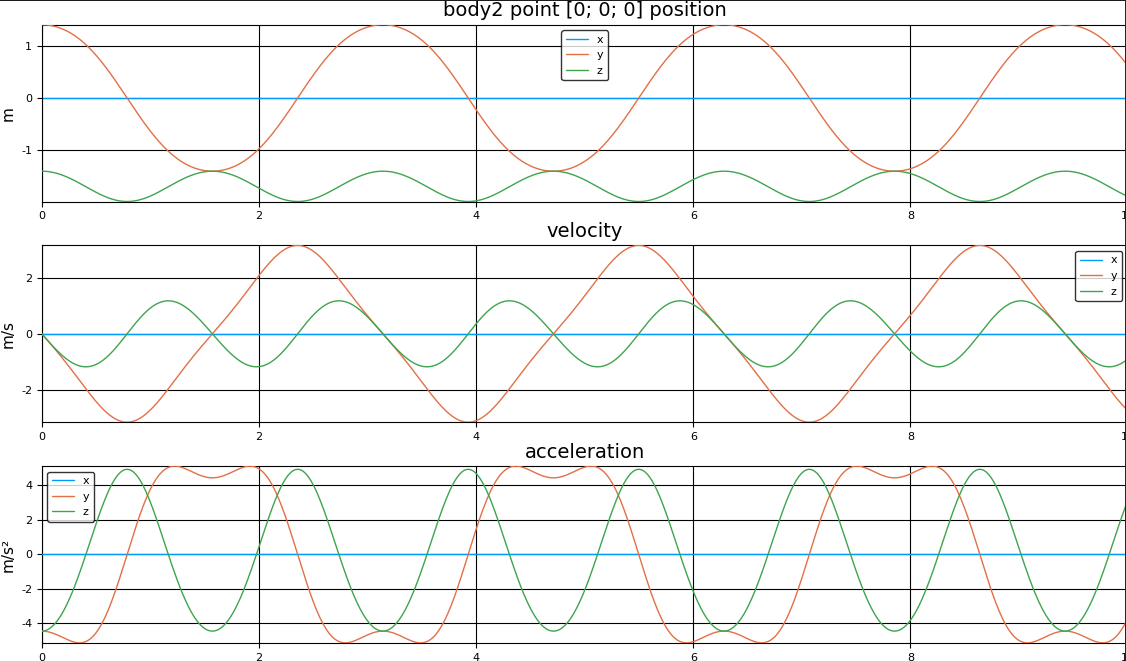 body2 point [0; 0; 0] position
m
1
0
-1
x
y
z
0 2 4 6 8 1
velocity
m/s
2
0
-2
x
y
z
0 2 4 6 8 1
acceleration
m/s²
4
2
0
-2
-4
x
y
z
0 2 4 6 8 1